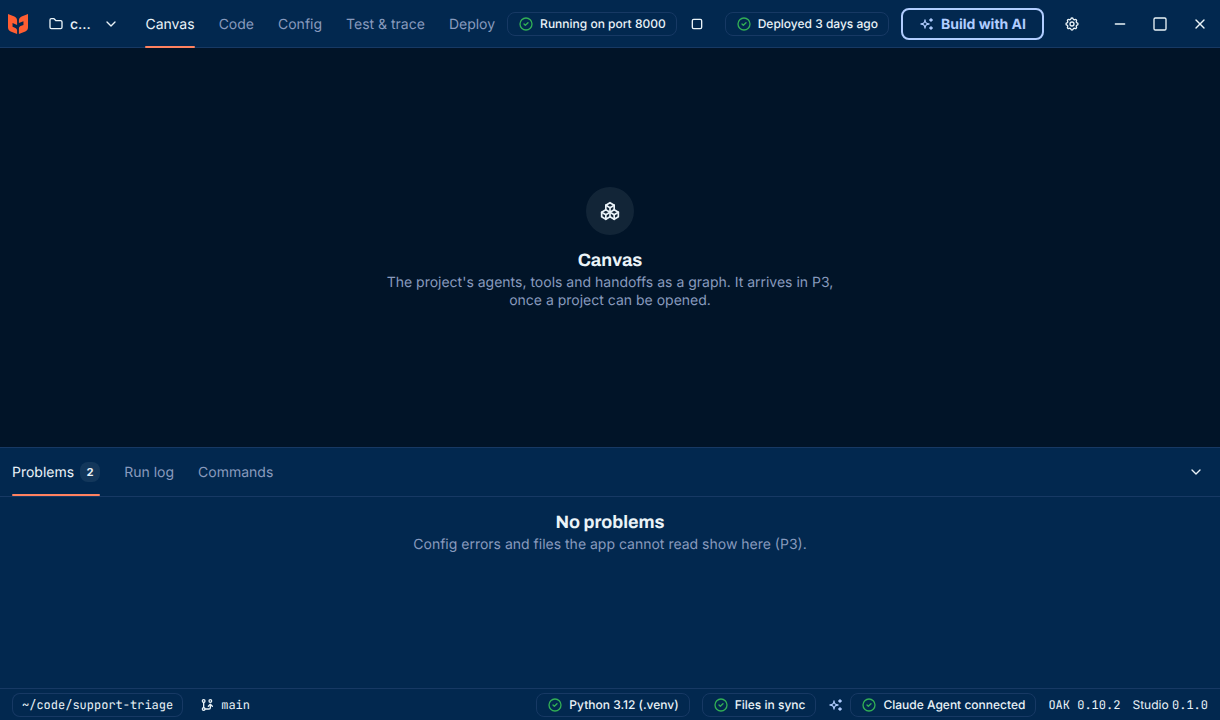 c...
Canvas
Code
Config
Test & trace
Deploy
Running on port 8000
Deployed 3 days ago
Build with AI
Canvas
The project's agents, tools and handoffs as a graph. It arrives in P3,
once a project can be opened.
Problems 2
Run log
Commands
No problems
Config errors and files the app cannot read show here (P3).
~/code/support-triage
main
Python 3.12 (.venv)
Files in sync
Claude Agent connected
OAK 0.10.2
Studio 0.1.0